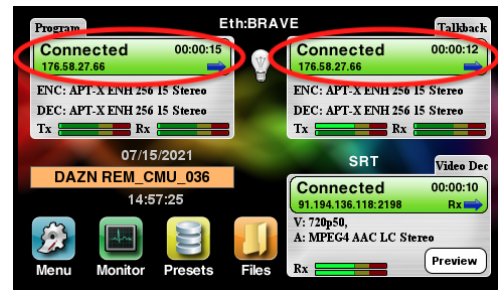 Program
Eth:BRAVE
Talkback
Connected 00:00:15
176.58.27.66
ENC: APT-X ENH 256 15 Stereo
DEC: APT-X ENH 256 15 Stereo
Tx Rx
Connected 00:00:12
176.58.27.66
ENC: APT-X ENH 256 15 Stereo
DEC: APT-X ENH 256 15 Stereo
Tx Rx
07/15/2021
DAZN REM_CMU_036
14:57:25
SRT
Video Dec
Connected 00:00:10
91.194.136.118:2198 Rx
V: 720p50,
A: MPEG4 AAC LC Stereo
Rx
Preview
Menu
Monitor
Presets
Files